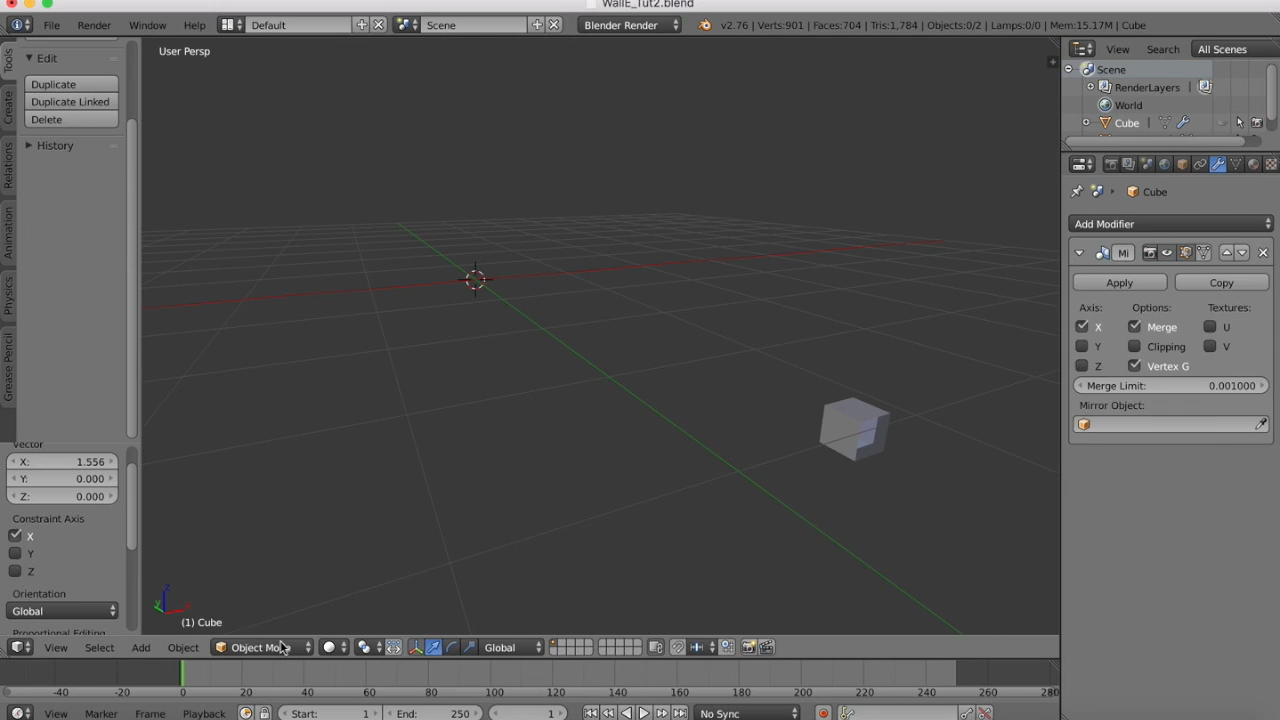 WallE_Tut2.blend
File Render Window Help Default Scene Blender Render v2.76 | Verts:901 | Faces:704 | Tris:1,784 | Objects:0/2 | Lamps:0/0 | Mem:15.17M | Cube
Tools
Create
Relations
Animation
Physics
Grease Pencil
Edit
Duplicate
Duplicate Linked
Delete
History
Vector
X: 1.556
Y: 0.000
Z: 0.000
Constraint Axis
X
Y
Z
Orientation
Global
User Persp
(1) Cube
View Select Add Object Object Mode Global
-40 -20 0 20 40 60 80 100 120 140 160 180 200 220 240 260 280
View Marker Frame Playback Start: 1 End: 250 1 No Sync
View Search All Scenes
Scene
RenderLayers |
World
Cube |
Cube
Add Modifier
Mi
Apply Copy
Axis: Options: Textures:
X Merge U
Y Clipping V
Z Vertex G
Merge Limit: 0.001000
Mirror Object: